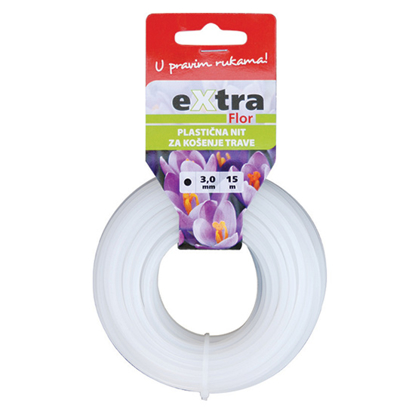 U pravim rukama!
eXtra
Flor
PLASTIČNA NIT
ZA KOŠENJE TRAVE
3,0 15
mm m